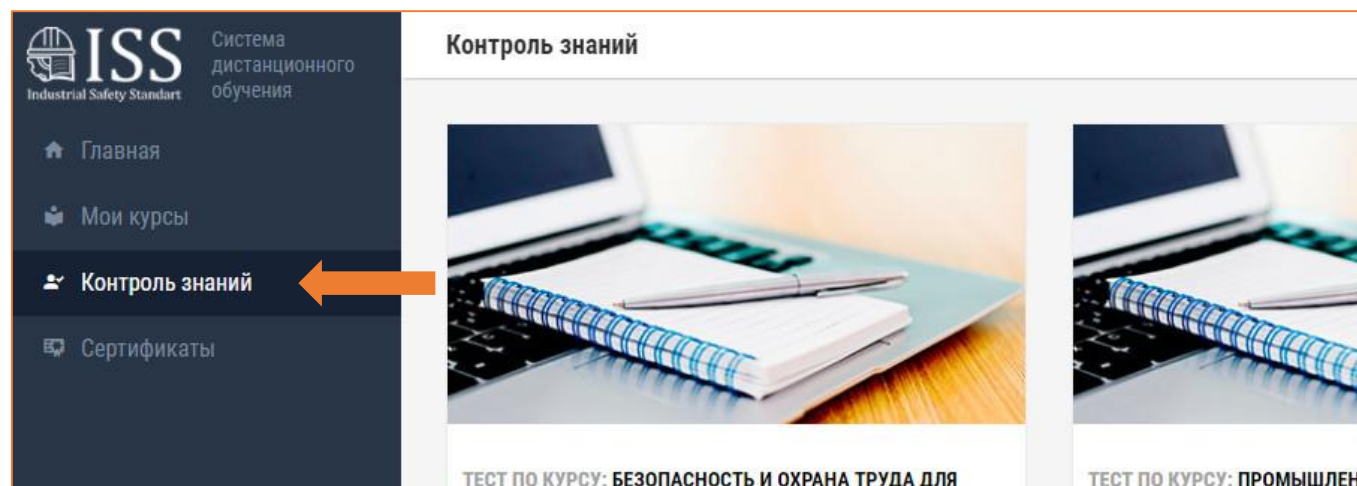 ISS
Industrial Safety Standart
Система
дистанционного
обучения
Главная
Мои курсы
Контроль знаний
Сертификаты
Контроль знаний
ТЕСТ ПО КУРСУ: БЕЗОПАСНОСТЬ И ОХРАНА ТРУДА ДЛЯ
ТЕСТ ПО КУРСУ: ПРОМЫШЛЕН